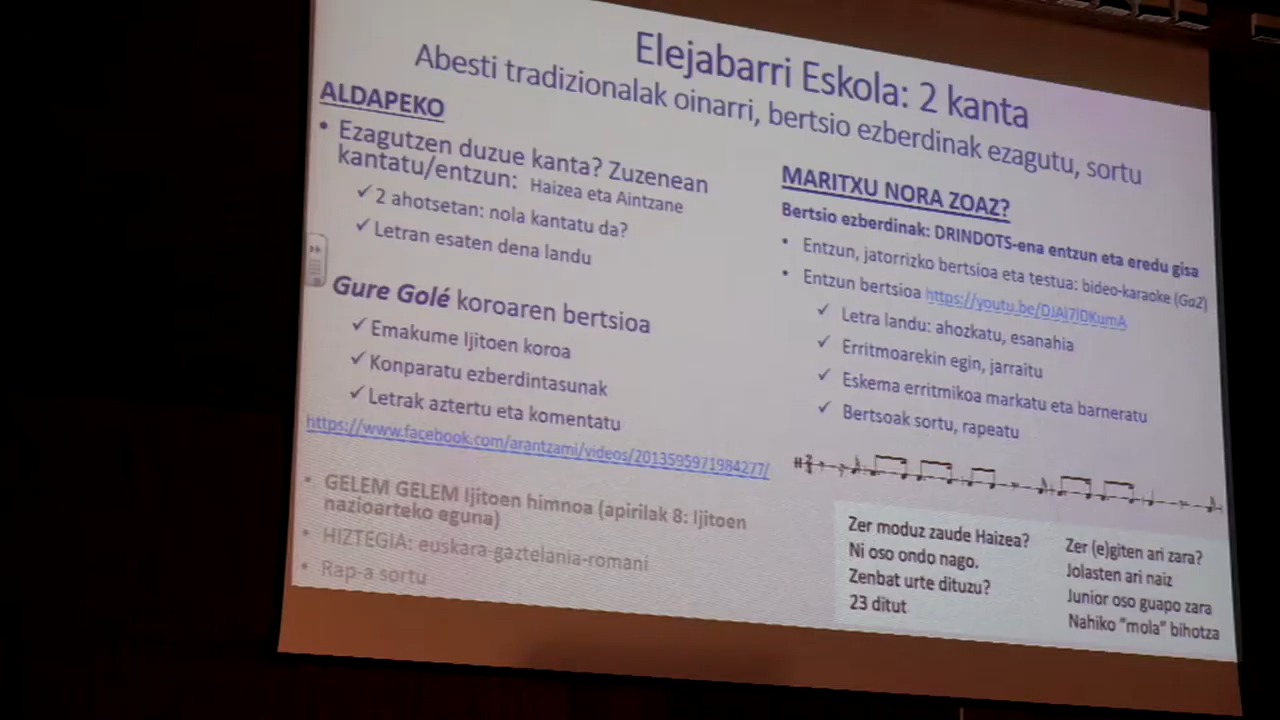 Elejabarri Eskola: 2 kanta
Abesti tradizionalak oinarri, bertsio ezberdinak ezagutu, sortu
ALDAPEKO
• Ezagutzen duzue kanta? Zuzenean
kantatu/entzun: Haizea eta Aintzane
✓ 2 ahotsetan: nola kantatu da?
✓ Letran esaten dena landu
Gure Golé koroaren bertsioa
✓ Emakume Ijitoen koroa
✓ Konparatu ezberdintasunak
✓ Letrak aztertu eta komentatu
https://www.facebook.com/arantzami/videos/2013595971984277/
• GELEM GELEM Ijitoen himnoa (apirilak 8: Ijitoen
nazioarteko eguna)
• HIZTEGIA: euskara-gaztelania-romani
• Rap-a sortu
MARITXU NORA ZOAZ?
Bertsio ezberdinak: DRINDOTS-ena entzun eta eredu gisa
• Entzun, jatorrizko bertsioa eta testua: bideo-karaoke (GaZ)
• Entzun bertsioa
✓ Letra landu: ahozkatu, esanahia
✓ Erritmoarekin egin, jarraitu
✓ Eskema erritmikoa markatu eta barneratu
✓ Bertsoak sortu, rapeatu
Zer moduz zaude Haizea?
Ni oso ondo nago.
Zenbat urte dituzu?
23 ditut
Zer (e)giten ari zara?
Jolasten ari naiz
Junior oso guapo zara
Nahiko "mola" bihotza